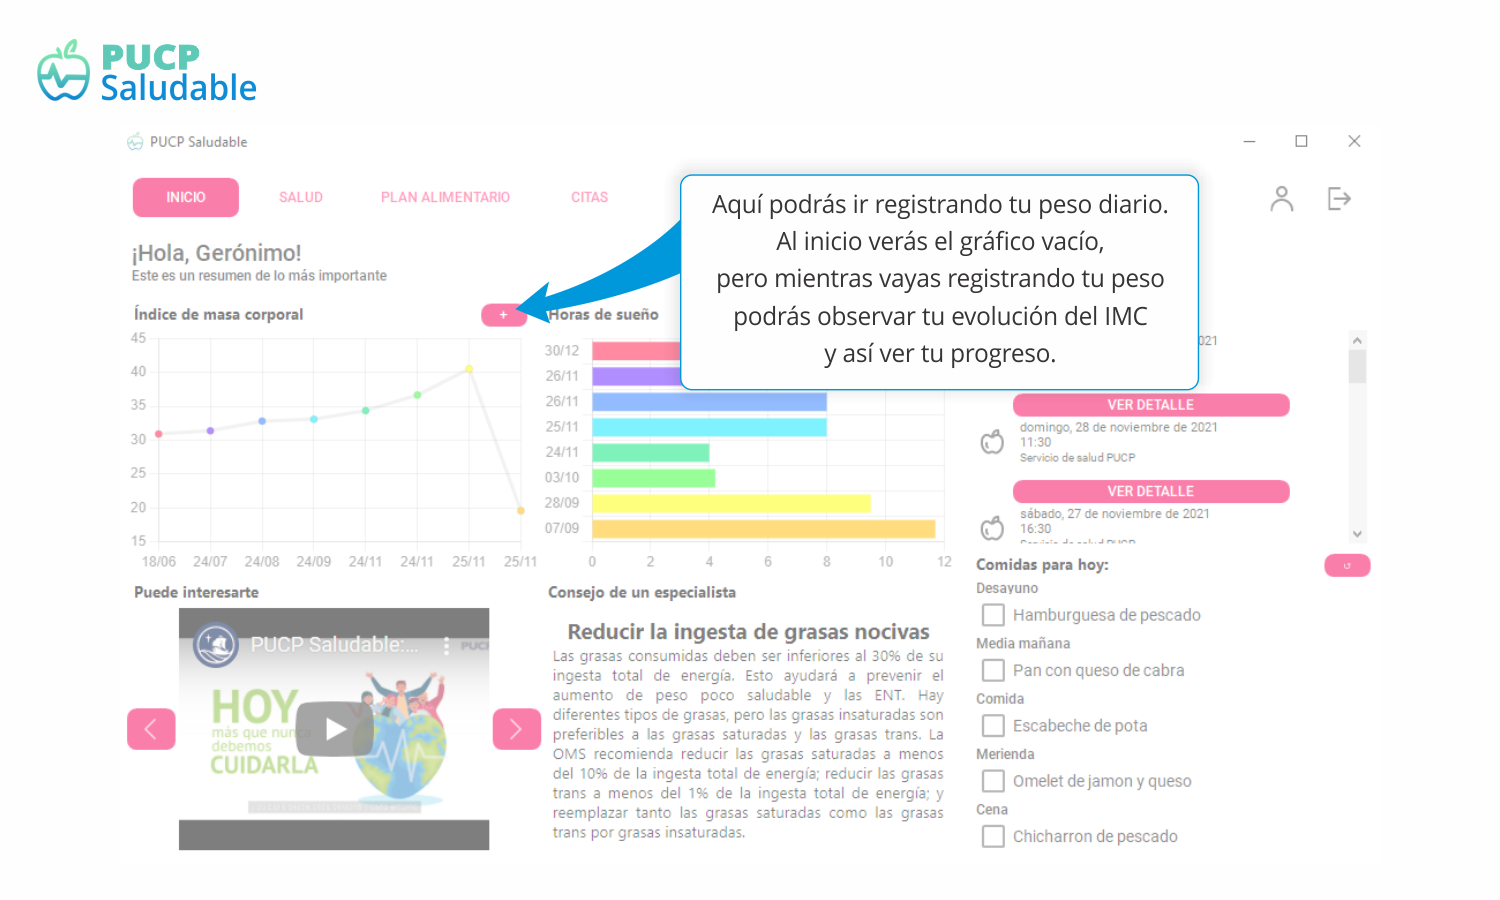 PUCP
Saludable
PUCP Saludable
INICIO
SALUD
PLAN ALIMENTARIO
CITAS
Aquí podrás ir registrando tu peso diario.
Al inicio verás el gráfico vacío,
pero mientras vayas registrando tu peso
podrás observar tu evolución del IMC
y así ver tu progreso.
¡Hola, Gerónimo!
Este es un resumen de lo más importante
Índice de masa corporal
+
45
40
35
30
25
20
15
18/06 24/07 24/08 24/09 24/11 24/11 25/11 25/11
Horas de sueño
30/12
26/11
26/11
25/11
24/11
03/10
28/09
07/09
0 2 4 6 8 10 12
021
VER DETALLE
domingo, 28 de noviembre de 2021
11:30
Servicio de salud PUCP
VER DETALLE
sábado, 27 de noviembre de 2021
16:30
Servicio de salud PUCP
Puede interesarte
PUCP Saludable:...
PUC
HOY
más que nunca
debemos
CUIDARLA
Consejo de un especialista
Reducir la ingesta de grasas nocivas
Las grasas consumidas deben ser inferiores al 30% de su
ingesta total de energía. Esto ayudará a prevenir el
aumento de peso poco saludable y las ENT. Hay
diferentes tipos de grasas, pero las grasas insaturadas son
preferibles a las grasas saturadas y las grasas trans. La
OMS recomienda reducir las grasas saturadas a menos
del 10% de la ingesta total de energía; reducir las grasas
trans a menos del 1% de la ingesta total de energía; y
reemplazar tanto las grasas saturadas como las grasas
trans por grasas insaturadas.
Comidas para hoy:
Desayuno
Hamburguesa de pescado
Media mañana
Pan con queso de cabra
Comida
Escabeche de pota
Merienda
Omelet de jamon y queso
Cena
Chicharron de pescado